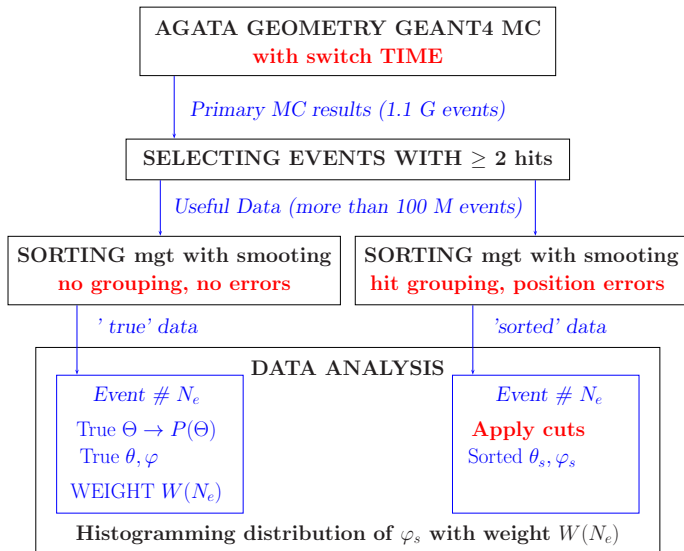 AGATA GEOMETRY GEANT4 MC
with switch TIME
Primary MC results (1.1 G events)
SELECTING EVENTS WITH ≥ 2 hits
Useful Data (more than 100 M events)
SORTING mgt with smooting
no grouping, no errors
SORTING mgt with smooting
hit grouping, position errors
' true' data
'sorted' data
DATA ANALYSIS
Event # N_e
True Θ → P(Θ)
True θ, φ
WEIGHT W(N_e)
Event # N_e
Apply cuts
Sorted θ_s, φ_s
Histogramming distribution of φ_s with weight W(N_e)